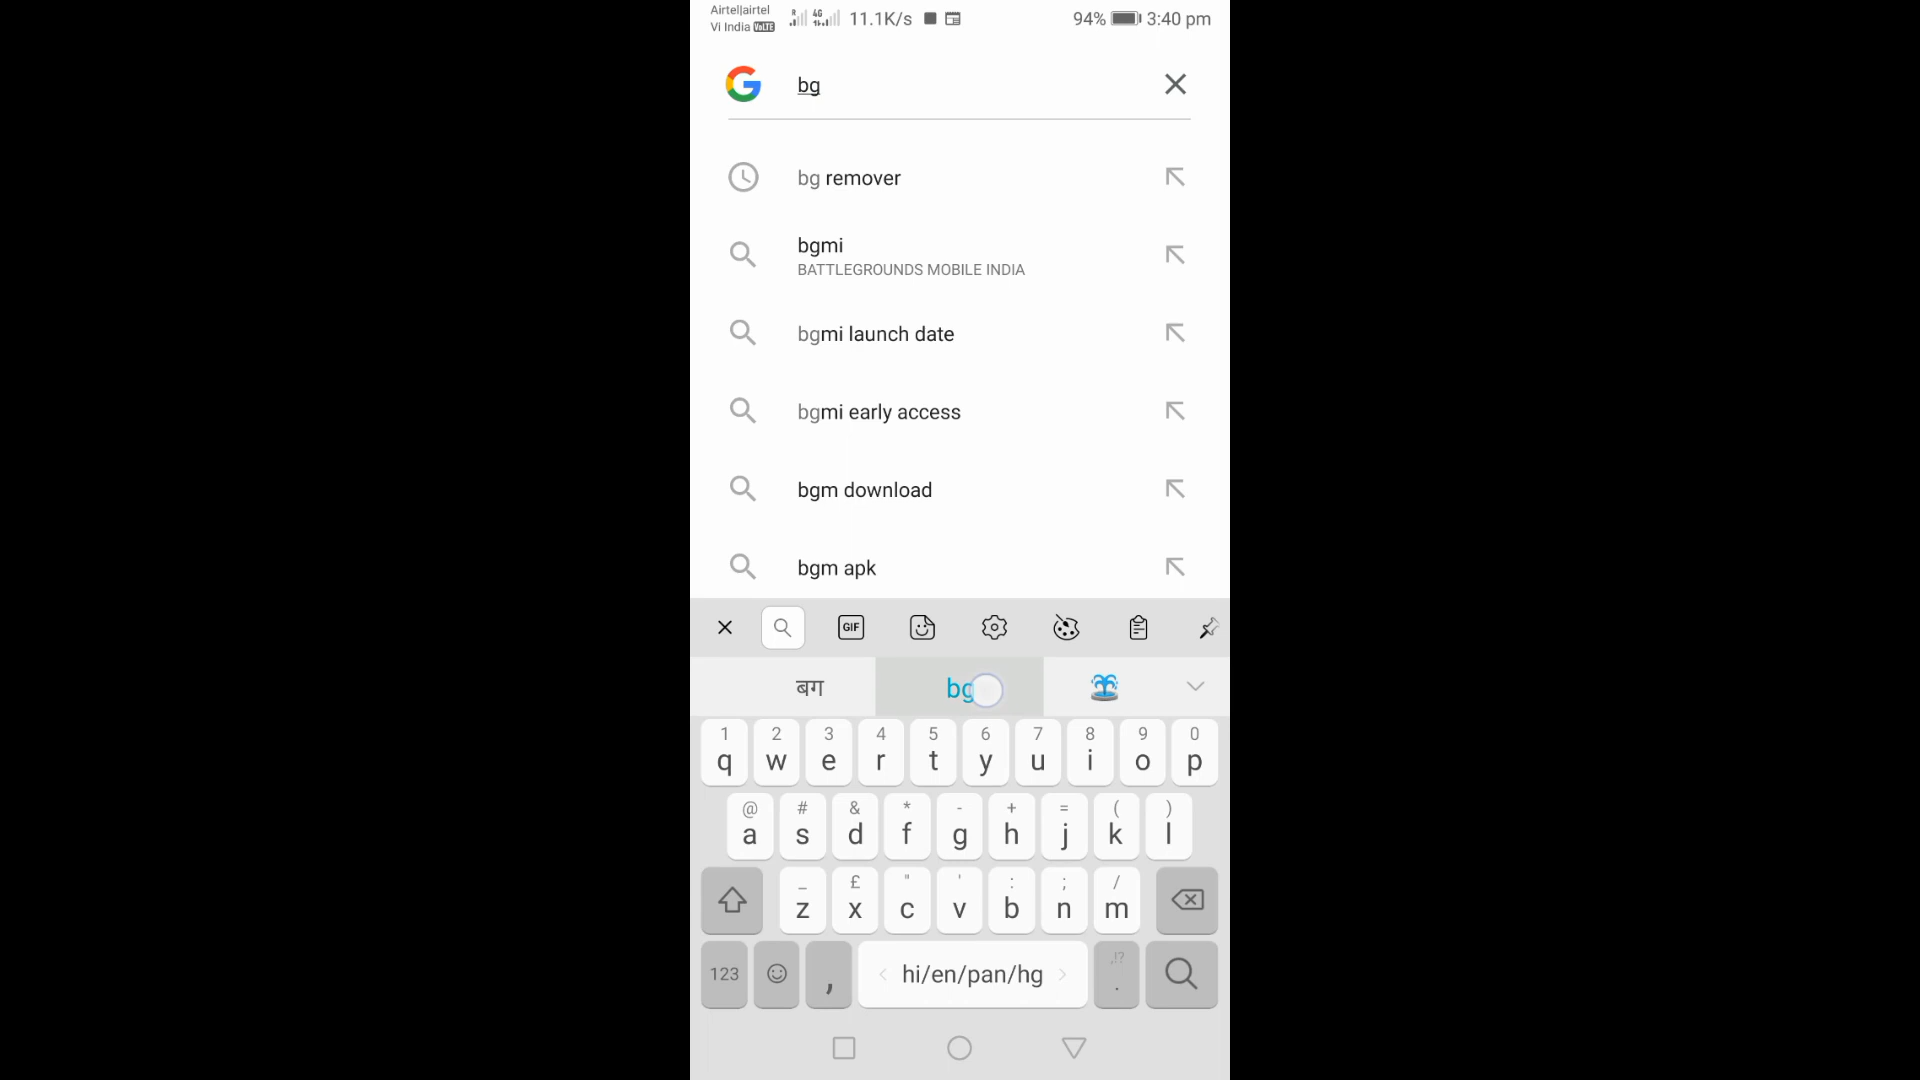 Airtel|airtel
Vi India VoLTE
R
4G
11.1K/s
94%
3:40 pm
bg
bg remover
bgmi
BATTLEGROUNDS MOBILE INDIA
bgmi launch date
bgmi early access
bgm download
bgm apk
GIF
बग
bg
1 2 3 4 5 6 7 8 9 0
q w e r t y u i o p
@ # & * - + = ( )
a s d f g h j k l
_ £ " ' : ; /
z x c v b n m
,!?
123 , < hi/en/pan/hg > .